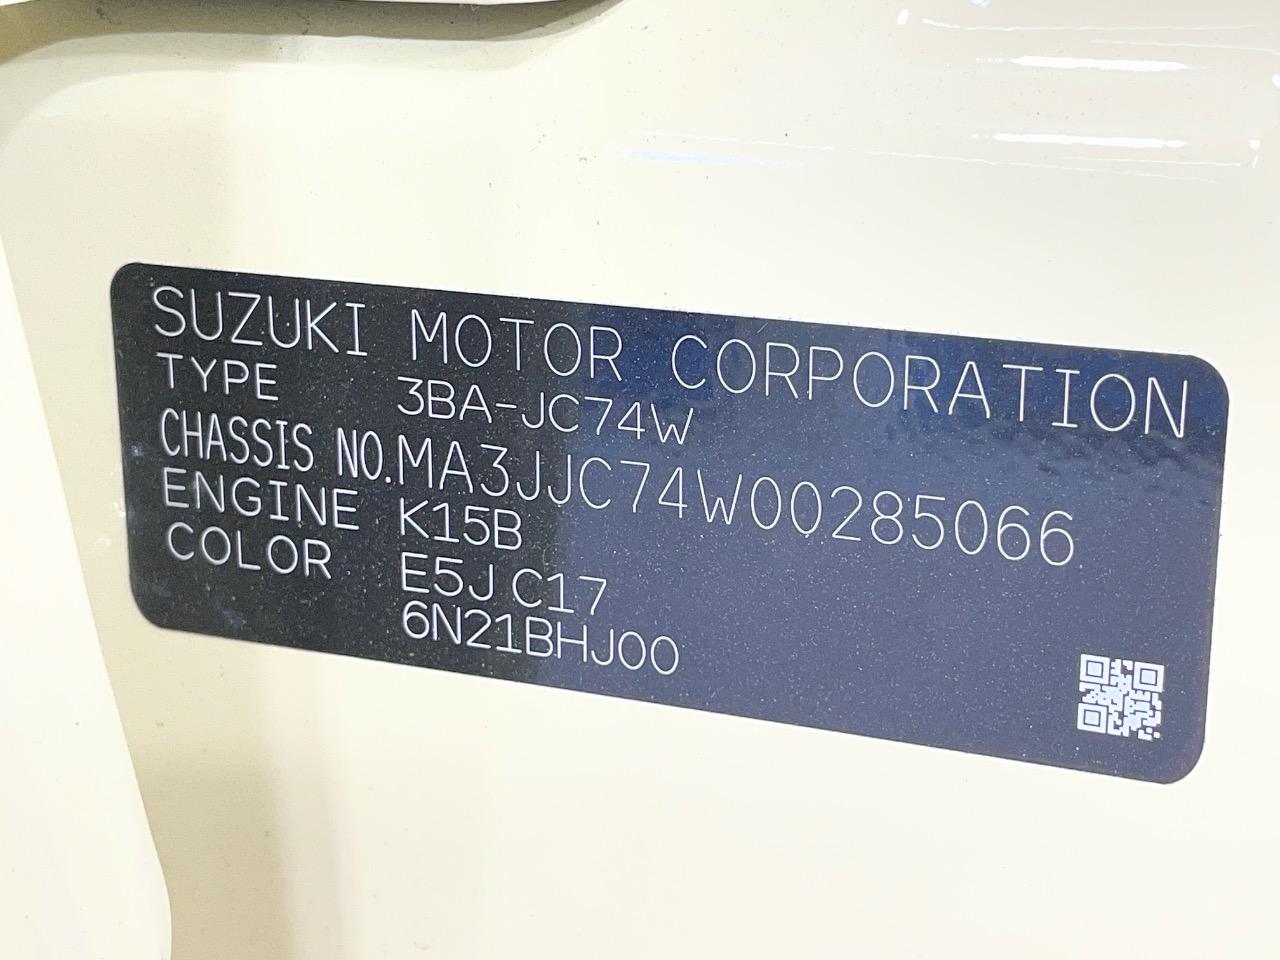 SUZUKI MOTOR CORPORATION
TYPE 3BA-JC74W
CHASSIS NO. MA3JJC74W00285066
ENGINE K15B
COLOR E5J C17
6N21BHJ00